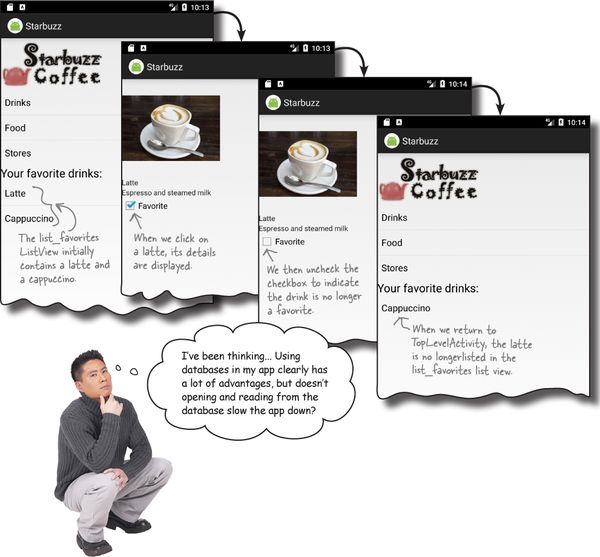 10:13
Starbuzz
Starbuzz
Coffee
Drinks
Food
Stores
Your favorite drinks:
Latte
Cappuccino
The list_favorites
ListView initially
contains a latte and
a cappuccino.
10:13
Starbuzz
Latte
Espresso and steamed milk
Favorite
When we click on
a latte, its details
are displayed.
10:14
Starbuzz
Latte
Espresso and steamed milk
Favorite
We then uncheck the
checkbox to indicate
the drink is no longer
a favorite.
10:14
Starbuzz
Starbuzz
Coffee
Drinks
Food
Stores
Your favorite drinks:
Cappuccino
When we return to
TopLevelActivity, the latte
is no longerlisted in the
list_favorites list view.
I've been thinking... Using
databases in my app clearly has
a lot of advantages, but doesn't
opening and reading from the
database slow the app down?